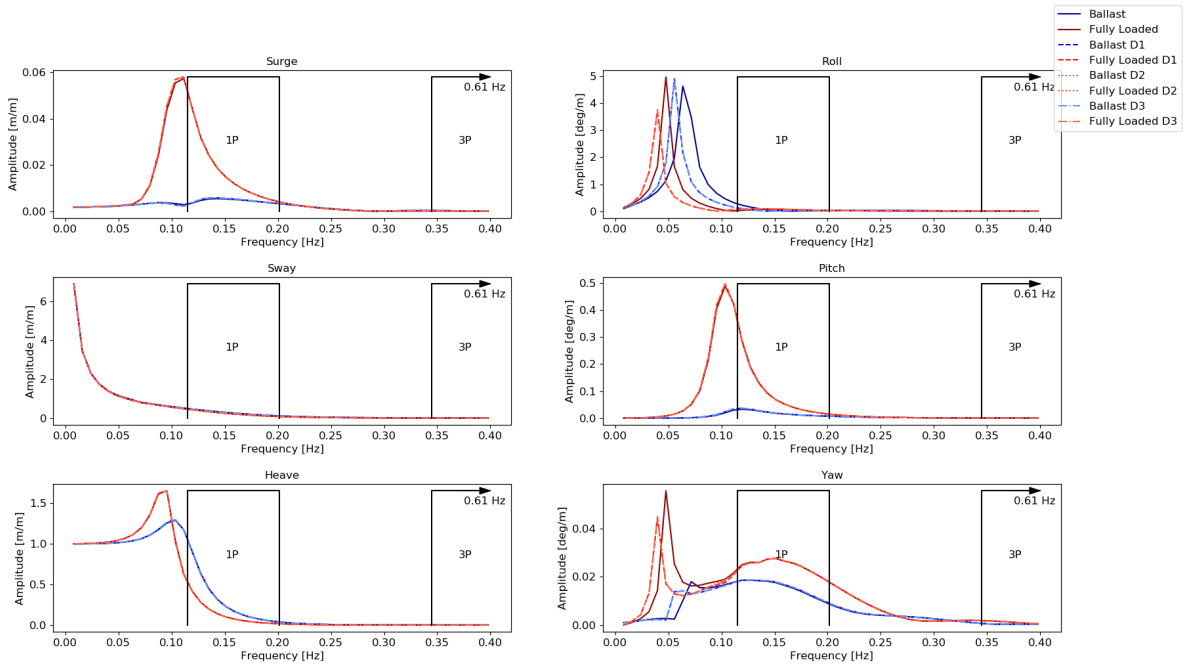 Ballast
Fully Loaded
Ballast D1
Fully Loaded D1
Ballast D2
Fully Loaded D2
Ballast D3
Fully Loaded D3
Surge
Amplitude [m/m]
0.06
0.04
0.02
0.00
1P
3P
0.61 Hz
0.00 0.05 0.10 0.15 0.20 0.25 0.30 0.35 0.40
Frequency [Hz]
Roll
Amplitude [deg/m]
5
4
3
2
1
0
1P
3P
0.61 Hz
0.00 0.05 0.10 0.15 0.20 0.25 0.30 0.35 0.40
Frequency [Hz]
Sway
Amplitude [m/m]
6
4
2
0
1P
3P
0.61 Hz
0.00 0.05 0.10 0.15 0.20 0.25 0.30 0.35 0.40
Frequency [Hz]
Pitch
Amplitude [deg/m]
0.5
0.4
0.3
0.2
0.1
0.0
1P
3P
0.61 Hz
0.00 0.05 0.10 0.15 0.20 0.25 0.30 0.35 0.40
Frequency [Hz]
Heave
Amplitude [m/m]
1.5
1.0
0.5
0.0
1P
3P
0.61 Hz
0.00 0.05 0.10 0.15 0.20 0.25 0.30 0.35 0.40
Frequency [Hz]
Yaw
Amplitude [deg/m]
0.04
0.02
0.00
1P
3P
0.61 Hz
0.00 0.05 0.10 0.15 0.20 0.25 0.30 0.35 0.40
Frequency [Hz]